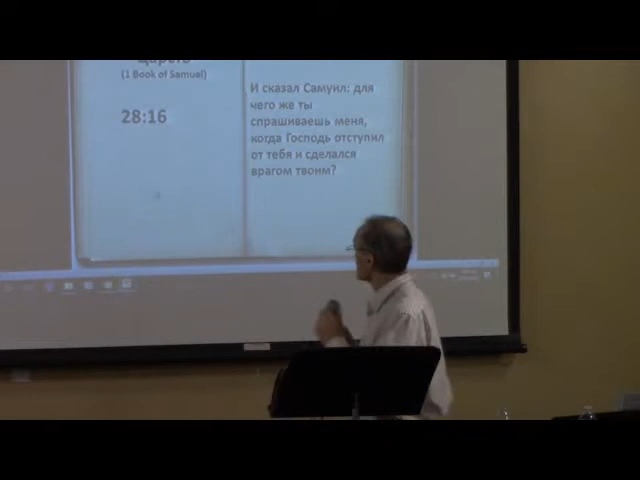 Царств
(1 Book of Samuel)
28:16
И сказал Самуил: для
чего же ты
спрашиваешь меня,
когда Господь отступил
от тебя и сделался
врагом твоим?